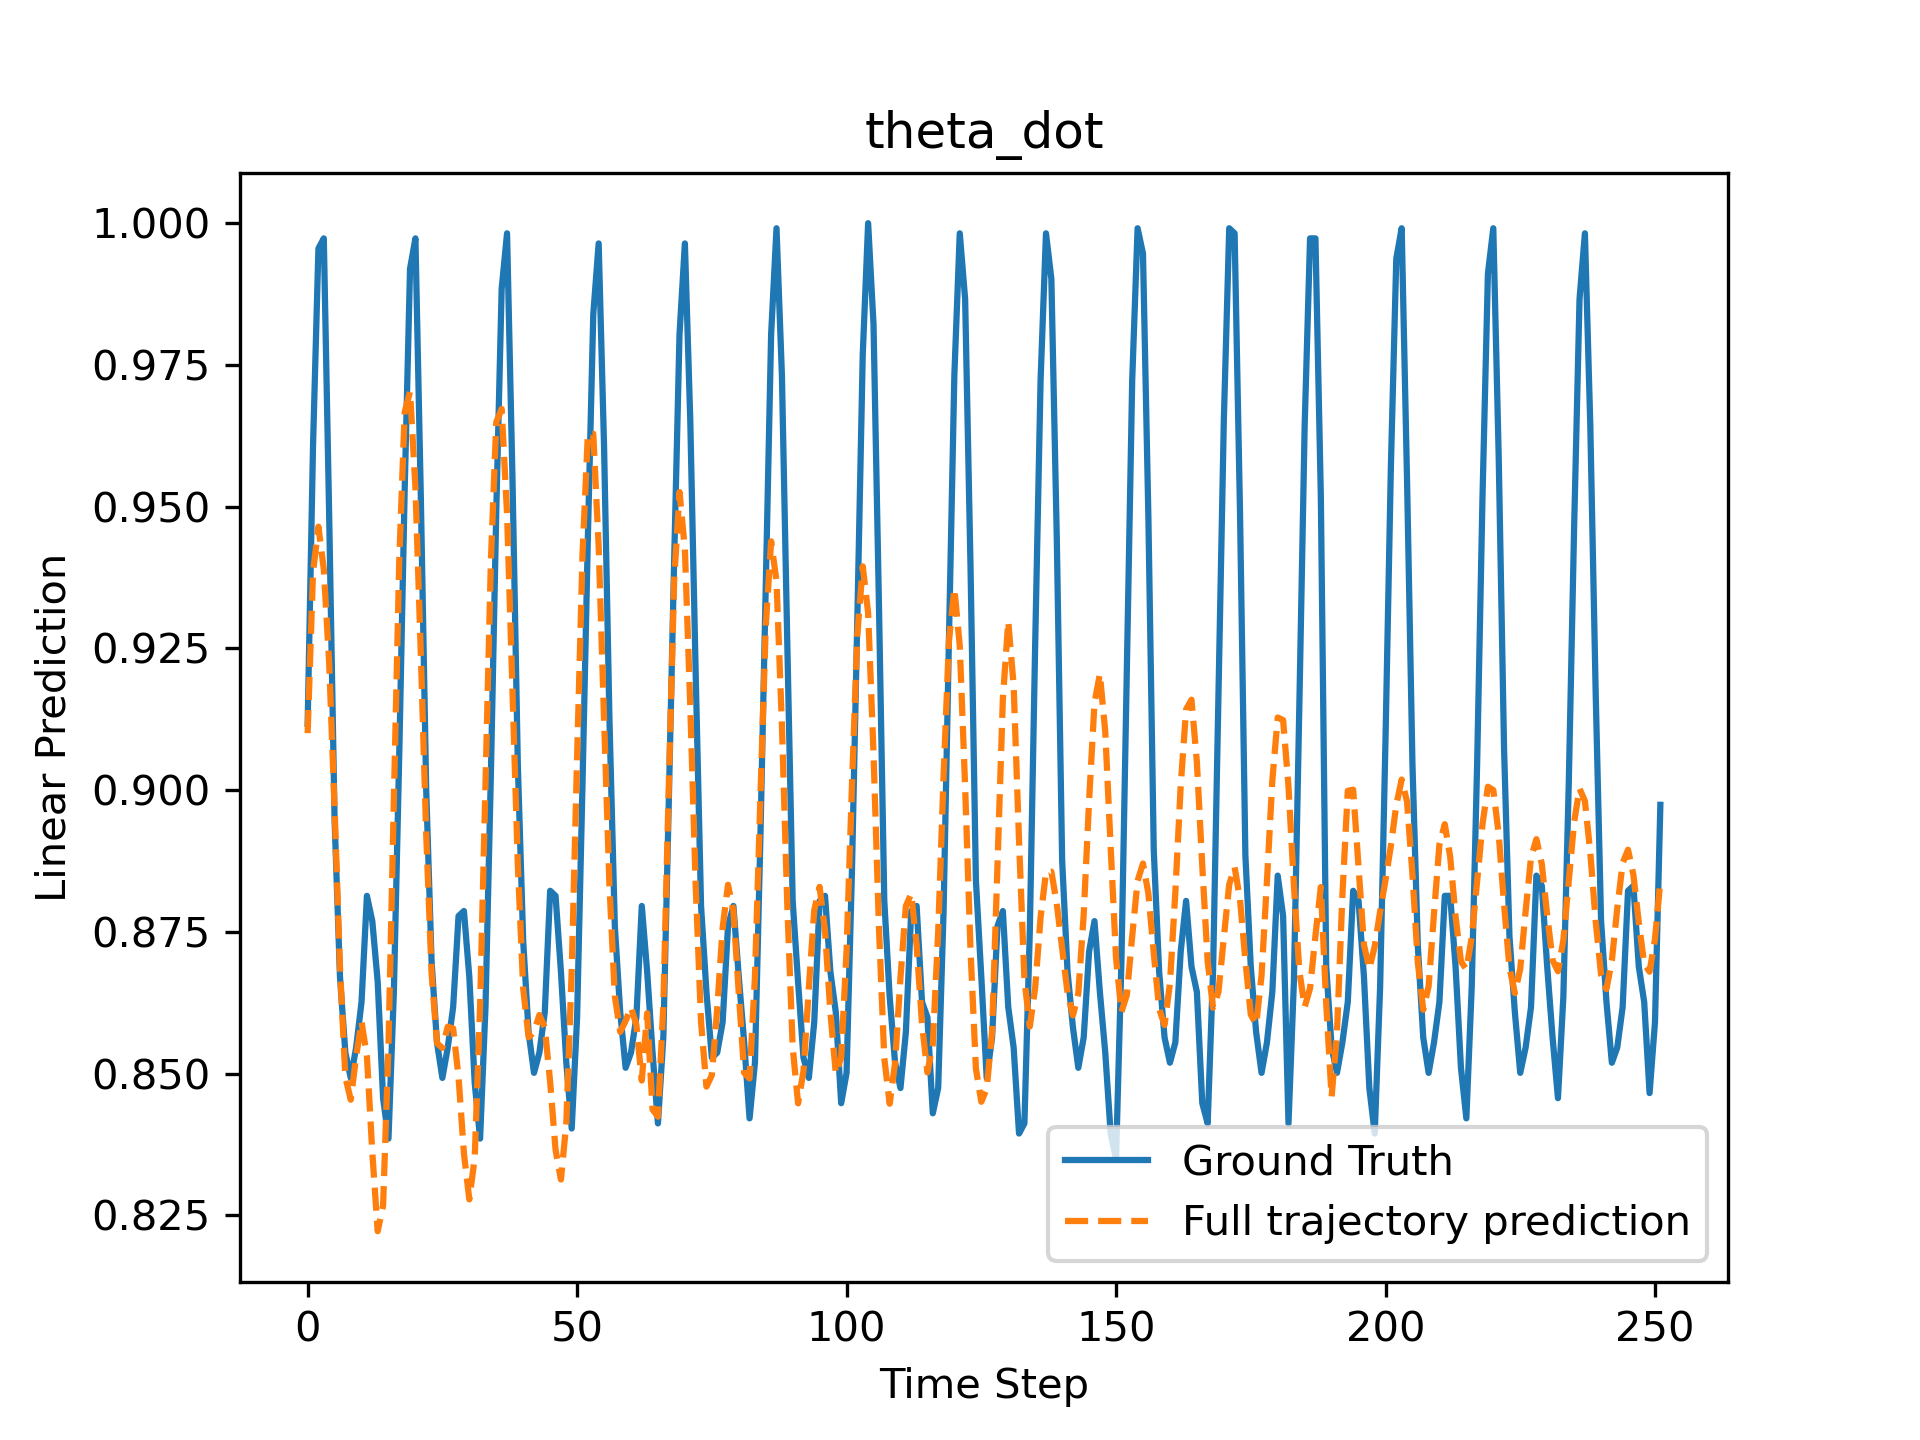 theta_dot
Linear Prediction
1.000
0.975
0.950
0.925
0.900
0.875
0.850
0.825
0 50 100 150 200 250
Time Step
Ground Truth
Full trajectory prediction